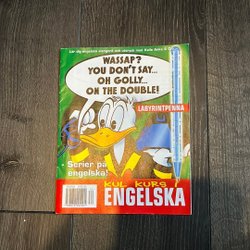 WASSAP?
YOU DON'T SAY...
OH GOLLY...
ON THE DOUBLE!
LABYRINTPENNA
- Serier på
engelska!
KUL KURS I
ENGELSKA